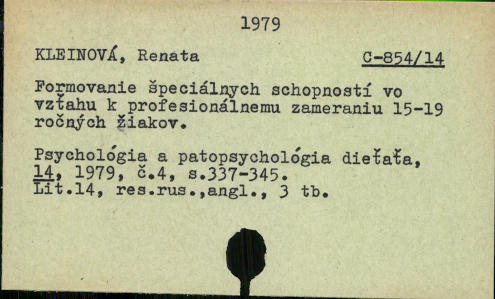 1979
KLEINOVÁ, Renata C-854/14
Formovanie špeciálnych schopností vo
vzťahu k profesionálnemu zameraniu 15-19
ročných žiakov.
Psychológia a patopsychológia dieťaťa,
14, 1979, č.4, s.337-345.
Lit.14, res.rus.,angl., 3 tb.